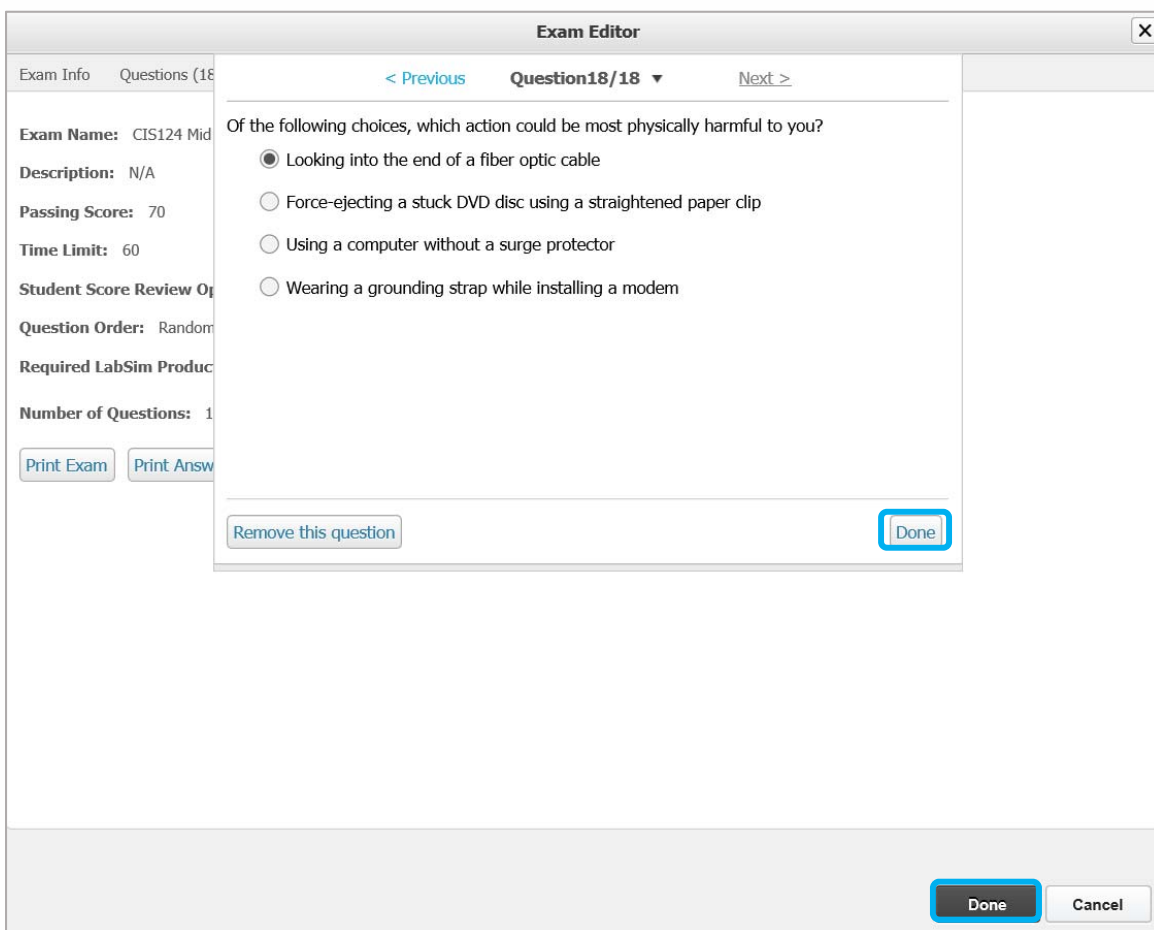 Exam Editor
X
Exam Info Questions (18
< Previous Question18/18 ▼ Next >
Of the following choices, which action could be most physically harmful to you?
Looking into the end of a fiber optic cable
Force-ejecting a stuck DVD disc using a straightened paper clip
Using a computer without a surge protector
Wearing a grounding strap while installing a modem
Exam Name: CIS124 Mid
Description: N/A
Passing Score: 70
Time Limit: 60
Student Score Review Op
Question Order: Random
Required LabSim Produc
Number of Questions: 1
Print Exam Print Answ
Remove this question Done
Done Cancel